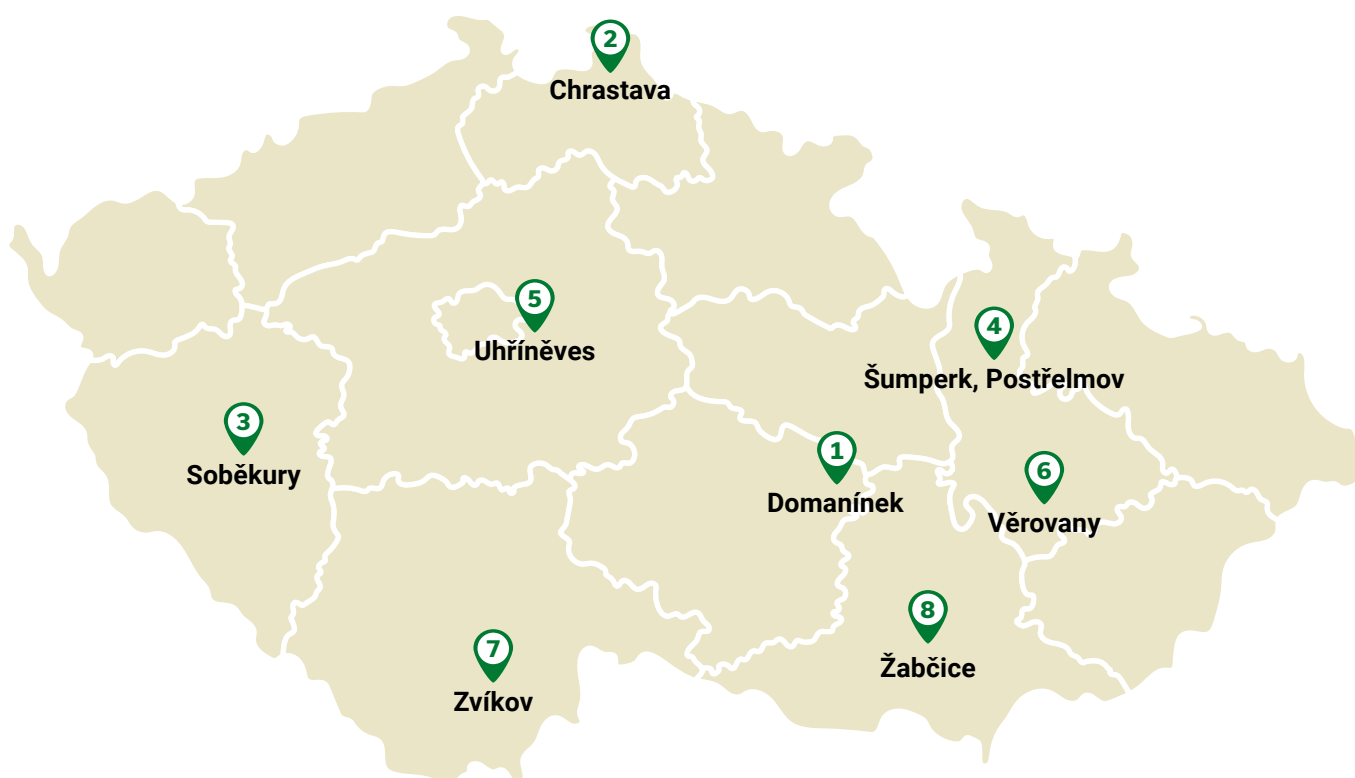 2
Chrastava
5
Uhříněves
4
Šumperk, Postřelmov
3
Soběkury
1
Domanínek
6
Věrovany
8
Žabčice
7
Zvíkov